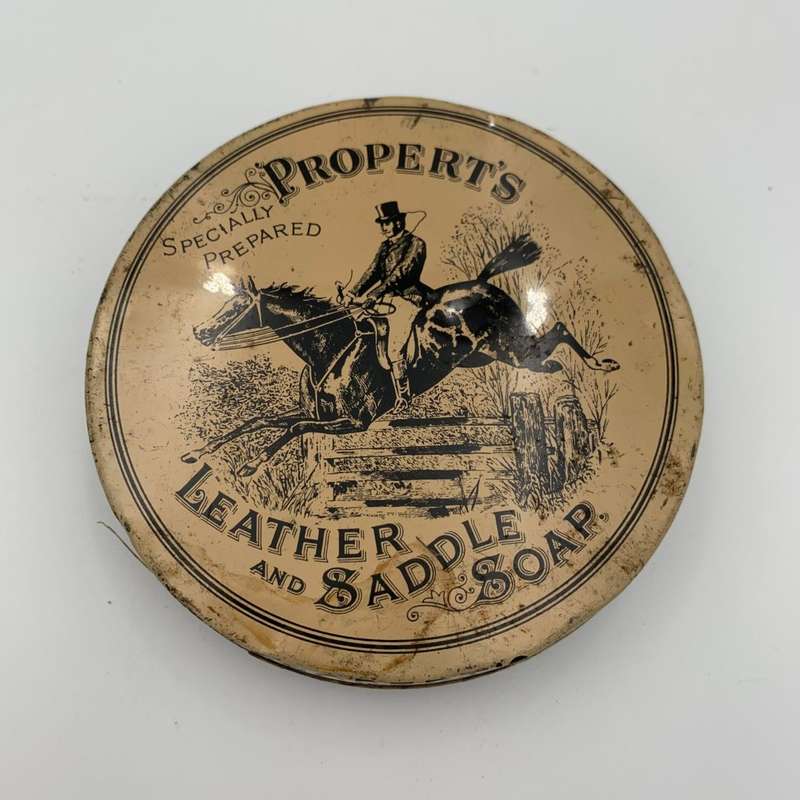 PROPERT'S
SPECIALLY
PREPARED
LEATHER
AND SADDLE
SOAP.